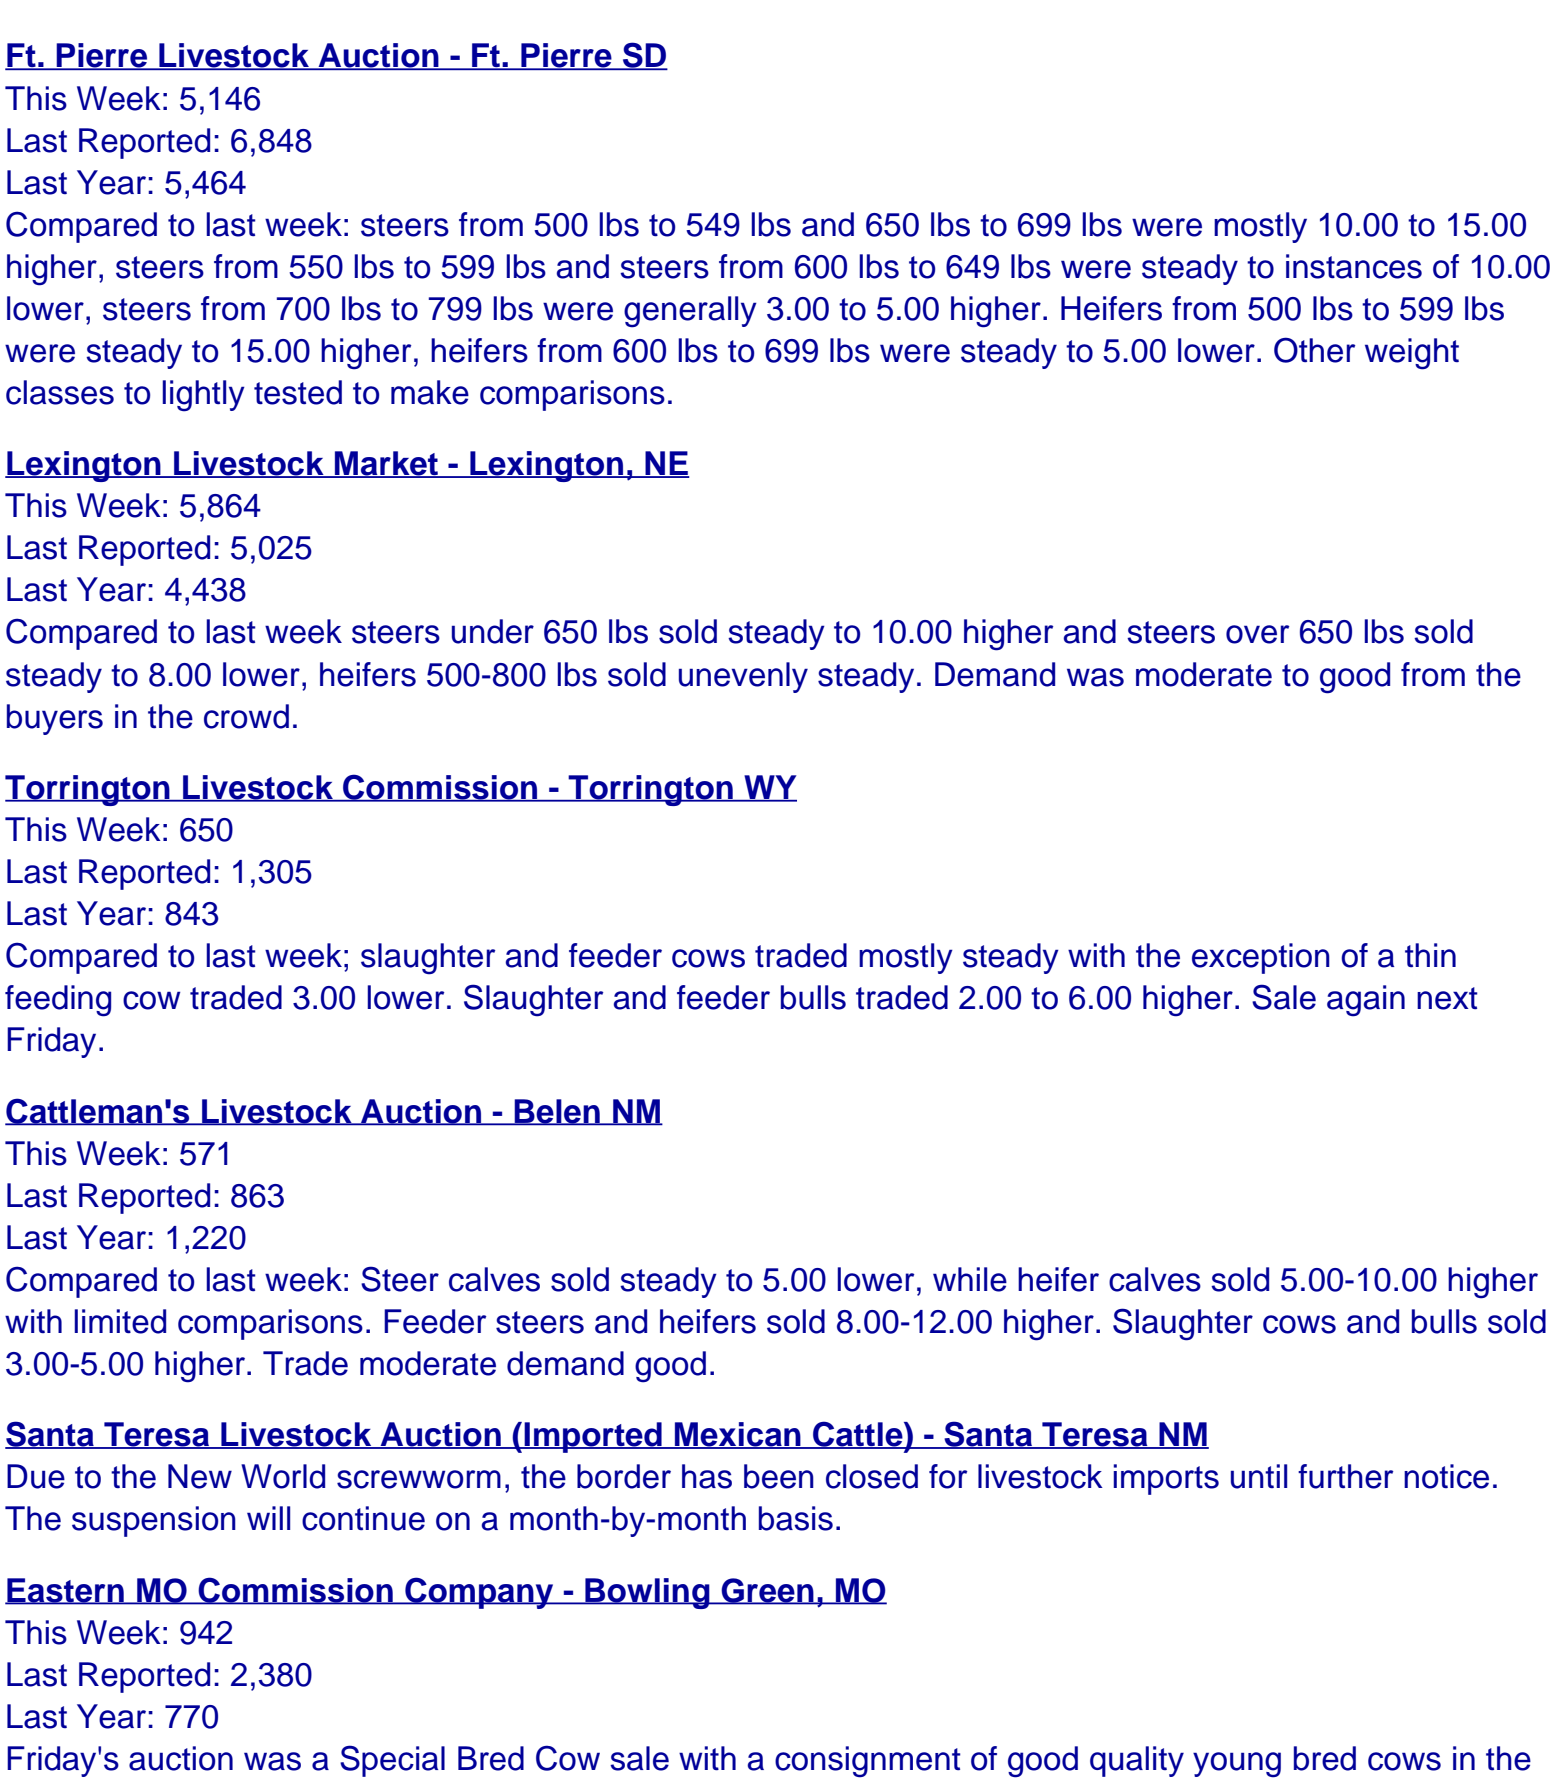 Ft. Pierre Livestock Auction - Ft. Pierre SD
This Week: 5,146
Last Reported: 6,848
Last Year: 5,464
Compared to last week: steers from 500 lbs to 549 lbs and 650 lbs to 699 lbs were mostly 10.00 to 15.00
higher, steers from 550 lbs to 599 lbs and steers from 600 lbs to 649 lbs were steady to instances of 10.00
lower, steers from 700 lbs to 799 lbs were generally 3.00 to 5.00 higher. Heifers from 500 lbs to 599 lbs
were steady to 15.00 higher, heifers from 600 lbs to 699 lbs were steady to 5.00 lower. Other weight
classes to lightly tested to make comparisons.
Lexington Livestock Market - Lexington, NE
This Week: 5,864
Last Reported: 5,025
Last Year: 4,438
Compared to last week steers under 650 lbs sold steady to 10.00 higher and steers over 650 lbs sold
steady to 8.00 lower, heifers 500-800 lbs sold unevenly steady. Demand was moderate to good from the
buyers in the crowd.
Torrington Livestock Commission - Torrington WY
This Week: 650
Last Reported: 1,305
Last Year: 843
Compared to last week; slaughter and feeder cows traded mostly steady with the exception of a thin
feeding cow traded 3.00 lower. Slaughter and feeder bulls traded 2.00 to 6.00 higher. Sale again next
Friday.
Cattleman's Livestock Auction - Belen NM
This Week: 571
Last Reported: 863
Last Year: 1,220
Compared to last week: Steer calves sold steady to 5.00 lower, while heifer calves sold 5.00-10.00 higher
with limited comparisons. Feeder steers and heifers sold 8.00-12.00 higher. Slaughter cows and bulls sold
3.00-5.00 higher. Trade moderate demand good.
Santa Teresa Livestock Auction (Imported Mexican Cattle) - Santa Teresa NM
Due to the New World screwworm, the border has been closed for livestock imports until further notice.
The suspension will continue on a month-by-month basis.
Eastern MO Commission Company - Bowling Green, MO
This Week: 942
Last Reported: 2,380
Last Year: 770
Friday's auction was a Special Bred Cow sale with a consignment of good quality young bred cows in the